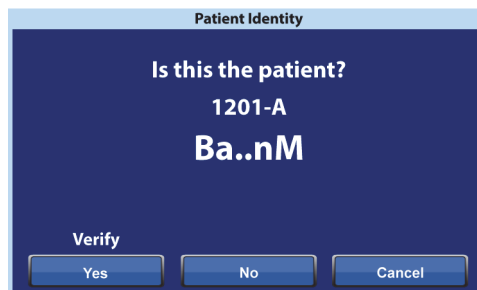 Patient Identity
Is this the patient?
1201-A
Ba..nM
Verify
Yes No Cancel